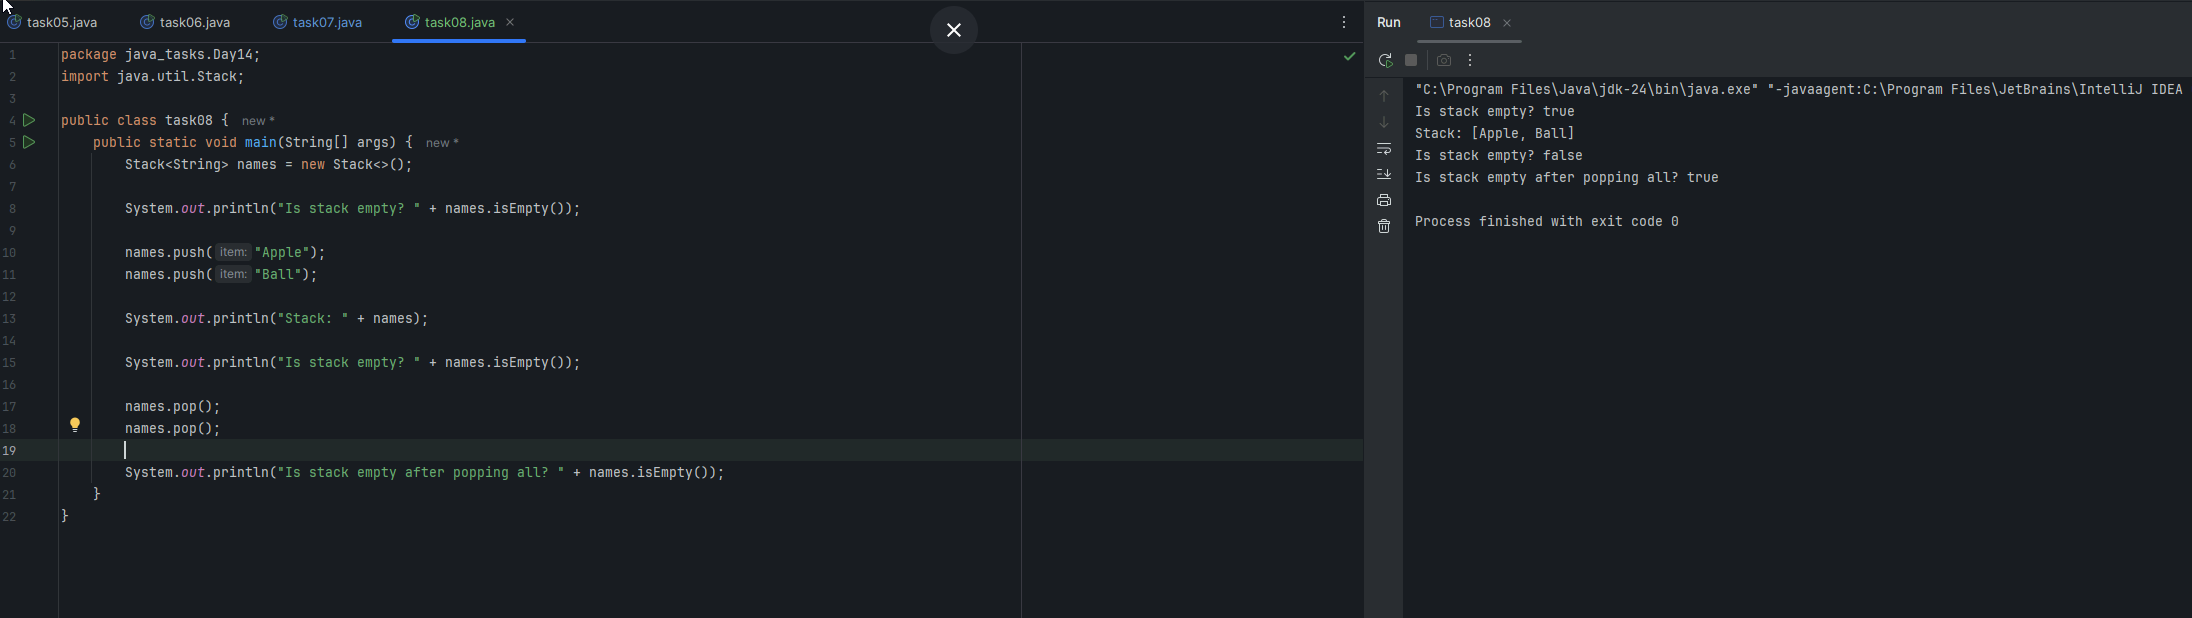 task05.java task06.java task07.java task08.java
1 package java_tasks.Day14;
2 import java.util.Stack;
3
4 public class task08 { new *
5 public static void main(String[] args) { new *
6 Stack<String> names = new Stack<>();
7
8 System.out.println("Is stack empty? " + names.isEmpty());
9
10 names.push( item: "Apple");
11 names.push( item: "Ball");
12
13 System.out.println("Stack: " + names);
14
15 System.out.println("Is stack empty? " + names.isEmpty());
16
17 names.pop();
18 names.pop();
19
20 System.out.println("Is stack empty after popping all? " + names.isEmpty());
21 }
22 }
Run task08
"C:\Program Files\Java\jdk-24\bin\java.exe" "-javaagent:C:\Program Files\JetBrains\IntelliJ IDEA
Is stack empty? true
Stack: [Apple, Ball]
Is stack empty? false
Is stack empty after popping all? true
Process finished with exit code 0